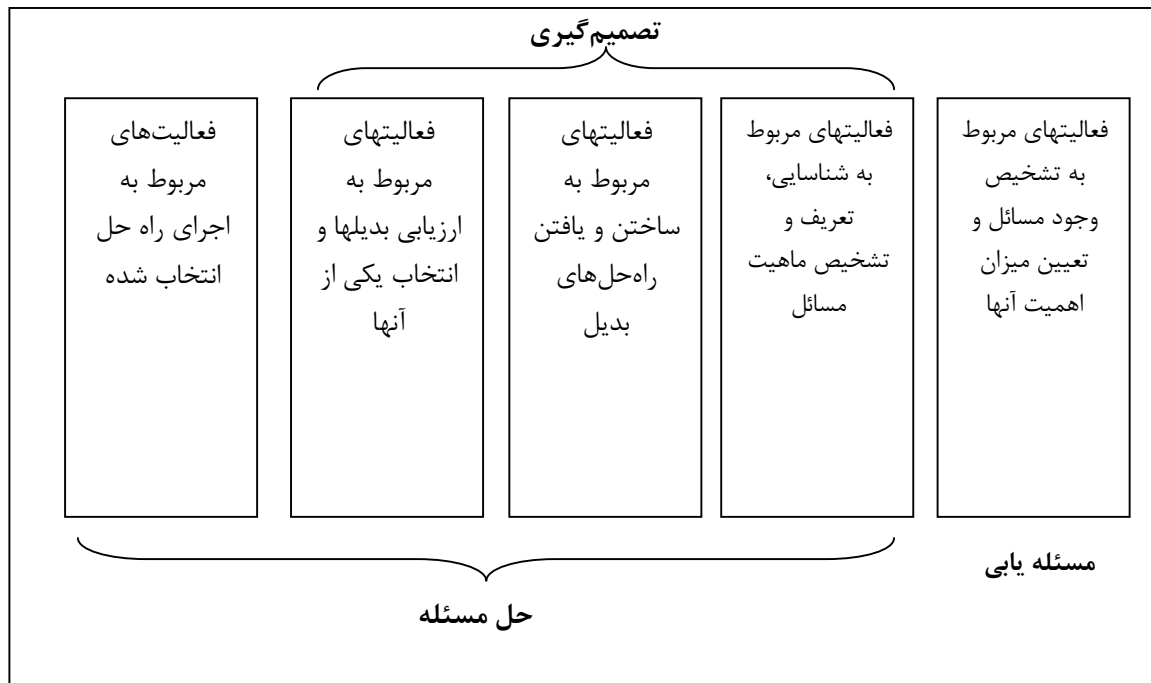 تصمیم‌گیری
فعالیتهای مربوط
به تشخیص
وجود مسائل و
تعیین میزان
اهمیت آنها
فعالیتهای مربوط
به شناسایی،
تعریف و
تشخیص ماهیت
مسائل
فعالیتهای
مربوط به
ساختن و یافتن
راه‌حل‌های
بدیل
فعالیتهای
مربوط به
ارزیابی بدیلها و
انتخاب یکی از
آنها
فعالیت‌های
مربوط به
اجرای راه حل
انتخاب شده
مسئله یابی
حل مسئله